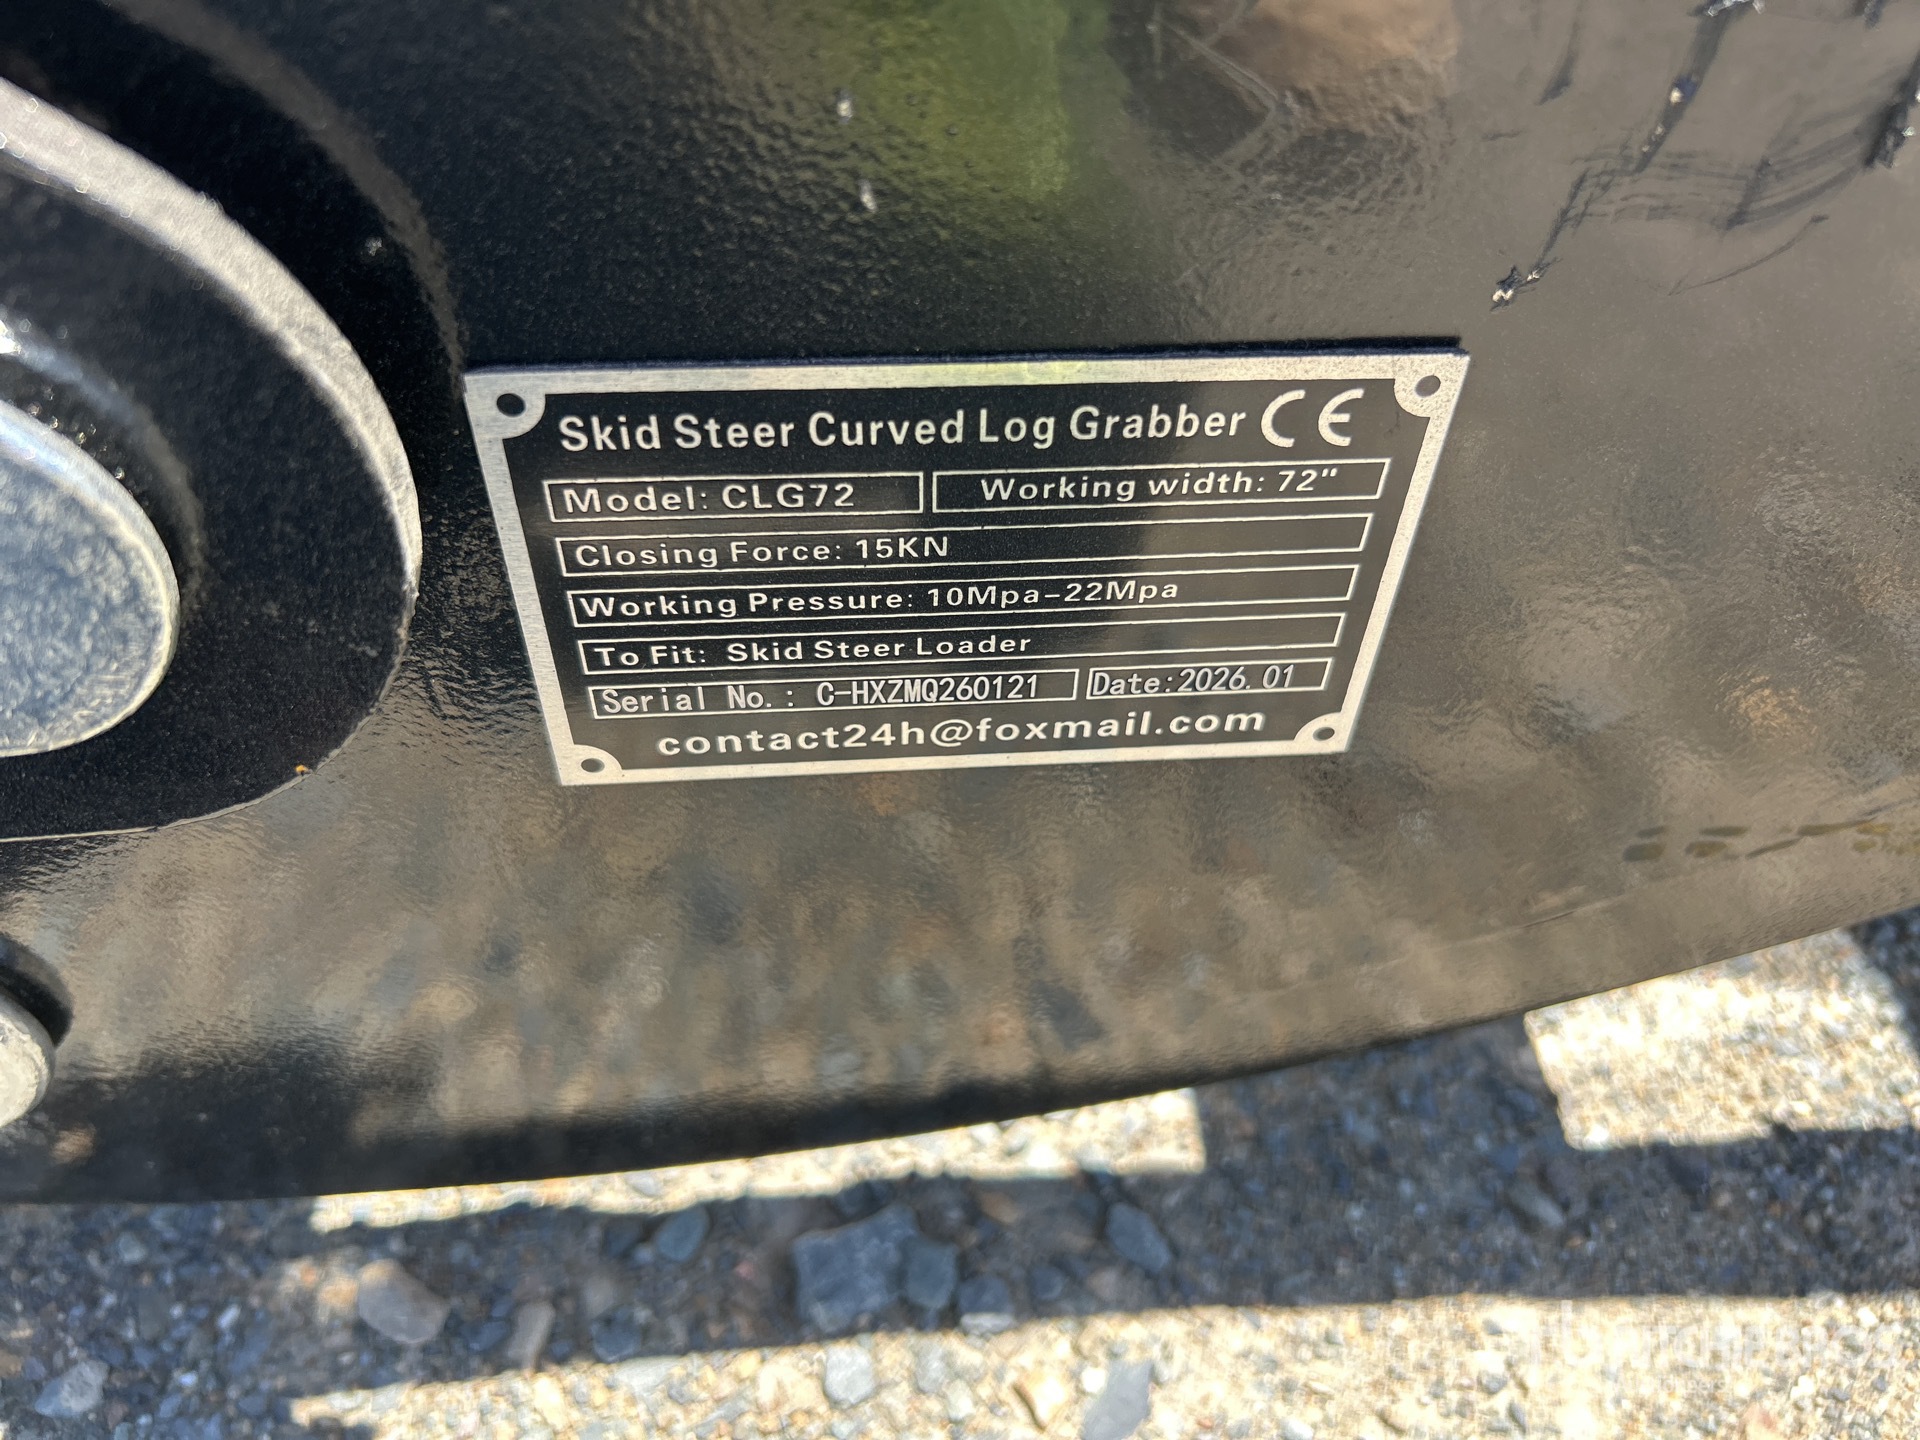 Skid Steer Curved Log Grabber CE
Model: CLG72
Working width: 72"
Closing Force: 15KN
Working Pressure: 10Mpa-22Mpa
To Fit: Skid Steer Loader
Serial No.: C-HXZMQ260121
Date:2026.01
contact24h@foxmail.com